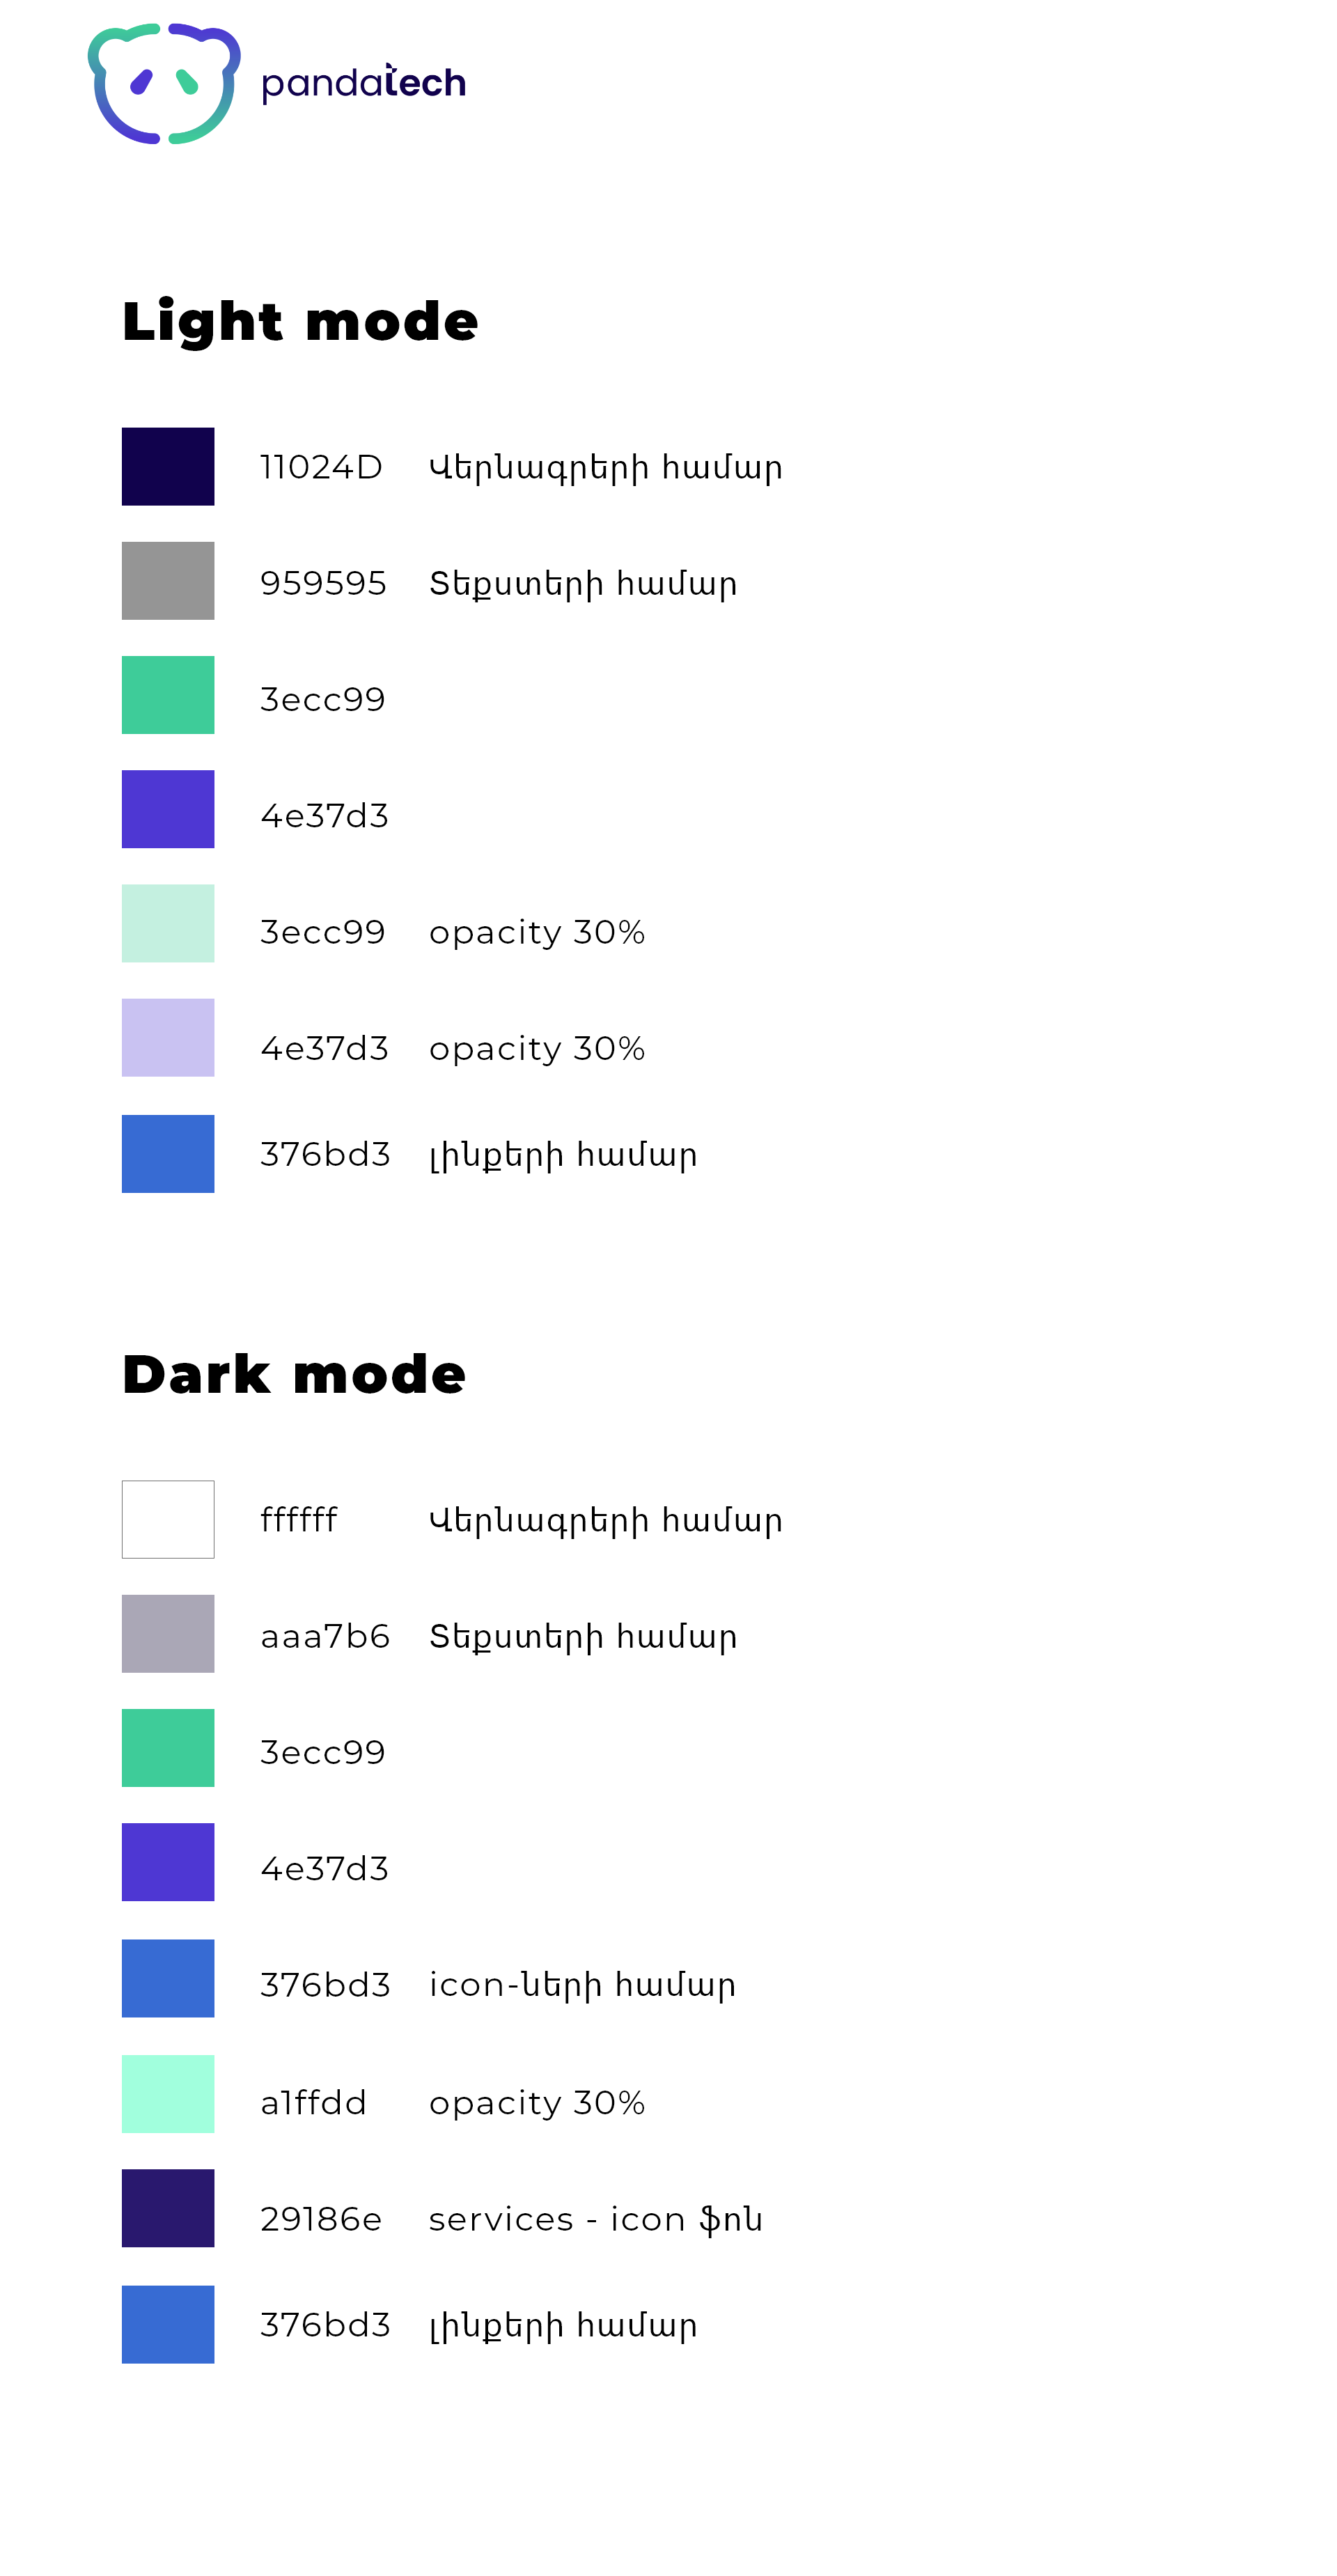 pandatech
Light mode
11024D Վերնագրերի համար
959595 Տեքստերի համար
3ecc99
4e37d3
3ecc99 opacity 30%
4e37d3 opacity 30%
376bd3 լինքերի համար
Dark mode
ffffff Վերնագրերի համար
aaa7b6 Տեքստերի համար
3ecc99
4e37d3
376bd3 icon-ների համար
a1ffdd opacity 30%
29186e services - icon ֆոն
376bd3 լինքերի համար